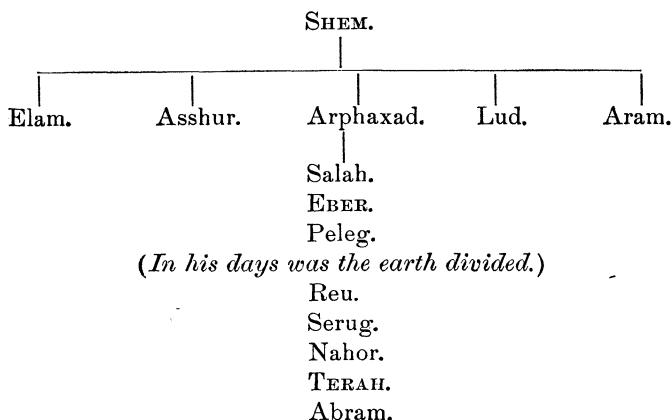 SHEM.
Elam. Asshur. Arphaxad. Lud. Aram.
Salah.
EBER.
Peleg.
(In his days was the earth divided.)
Reu.
Serug.
Nahor.
TERAH.
Abram.